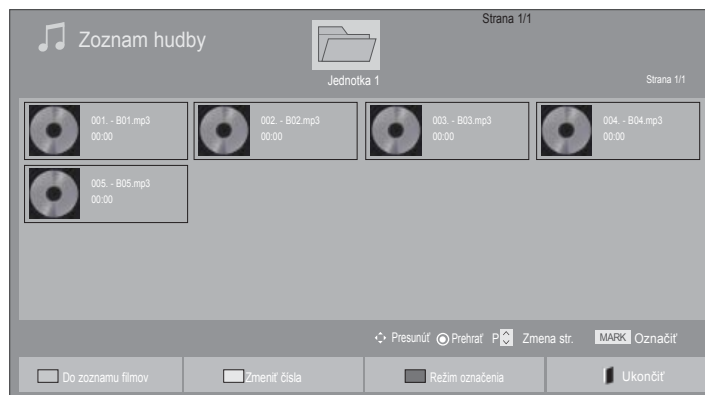 Strana 1/1
Zoznam hudby
Jednotka 1
Strana 1/1
001. - B01.mp3
00:00
002. - B02.mp3
00:00
003. - B03.mp3
00:00
004. - B04.mp3
00:00
005. - B05.mp3
00:00
Presunúť Prehrať P Zmena str. MARK Označiť
Do zoznamu filmov
Zmeniť čísla
Režim označenia
Ukončiť